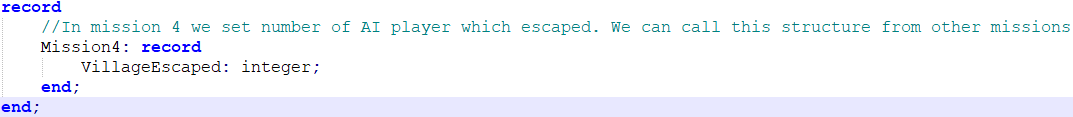 record
//In mission 4 we set number of AI player which escaped. We can call this structure from other missions
Mission4: record
VillageEscaped: integer;
end;
end;